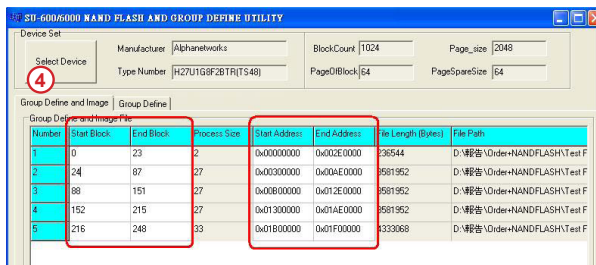 SU-600/6000 NAND FLASH AND GROUP DEFINE UTILITY
Device Set
Select Device
Manufacturer Alphanetworks BlockCount 1024 Page_size 2048
Type Number H27U1G8F2BTR(TS48) PageOfBlock 64 PageSpareSize 64
4
Group Define and Image Group Define
Group Define and Image File
Number Start Block End Block Process Size Start Address End Address File Length (Bytes) File Path
1 0 23 2 0x00000000 0x002E0000 236544 D:\報告\Order+NANDFLASH\Test F
2 24 87 27 0x00300000 0x00AE0000 3581952 D:\報告\Order+NANDFLASH\Test F
3 88 151 27 0x00B00000 0x012E0000 3581952 D:\報告\Order+NANDFLASH\Test F
4 152 215 27 0x01300000 0x01AE0000 3581952 D:\報告\Order+NANDFLASH\Test F
5 216 248 33 0x01B00000 0x01F00000 4333068 D:\報告\Order+NANDFLASH\Test F